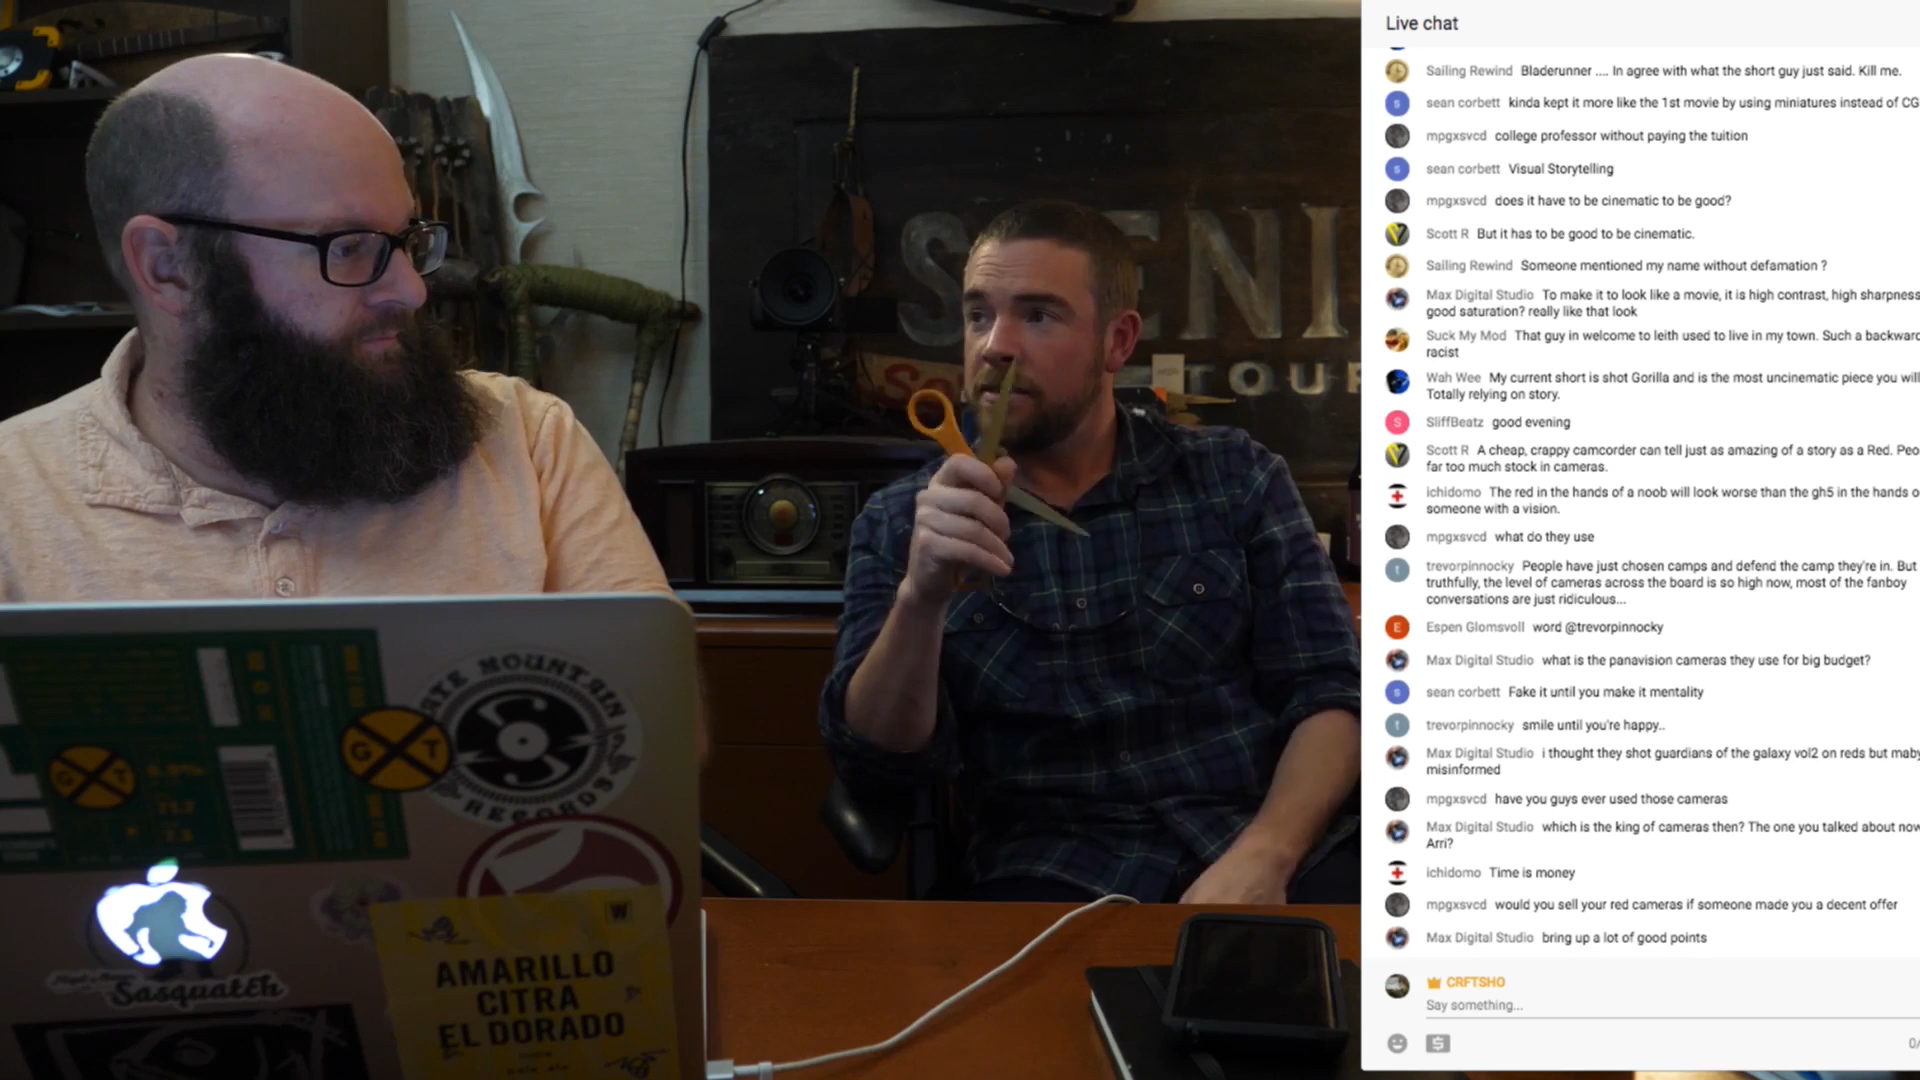 Live chat
Sailing Rewind Bladerunner .... In agree with what the short guy just said. Kill me.
sean corbett kinda kept it more like the 1st movie by using miniatures instead of CG
mpgxsvcd college professor without paying the tuition
sean corbett Visual Storytelling
mpgxsvcd does it have to be cinematic to be good?
Scott R But it has to be good to be cinematic.
Sailing Rewind Someone mentioned my name without defamation ?
Max Digital Studio To make it to look like a movie, it is high contrast, high sharpness
good saturation? really like that look
Suck My Mod That guy in welcome to leith used to live in my town. Such a backward
racist
Wah Wee My current short is shot Gorilla and is the most uncinematic piece you will
Totally relying on story.
S SliffBeatz good evening
Scott R A cheap, crappy camcorder can tell just as amazing of a story as a Red. Peo
far too much stock in cameras.
ichidomo The red in the hands of a noob will look worse than the gh5 in the hands o
someone with a vision.
mpgxsvcd what do they use
t trevorpinnocky People have just chosen camps and defend the camp they're in. But
truthfully, the level of cameras across the board is so high now, most of the fanboy
conversations are just ridiculous...
E Espen Glomsvoll word @trevorpinnocky
Max Digital Studio what is the panavision cameras they use for big budget?
s sean corbett Fake it until you make it mentality
t trevorpinnocky smile until you're happy..
Max Digital Studio i thought they shot guardians of the galaxy vol2 on reds but maby
misinformed
mpgxsvcd have you guys ever used those cameras
Max Digital Studio which is the king of cameras then? The one you talked about now
Arri?
ichidomo Time is money
mpgxsvcd would you sell your red cameras if someone made you a decent offer
Max Digital Studio bring up a lot of good points
CRFTSHO
Say something...
0/
S ENI
TOU
ATE MOUNTAIN
RECORDS
G T
G T
Sasquatch
W
AMARILLO
CITRA
EL DORADO